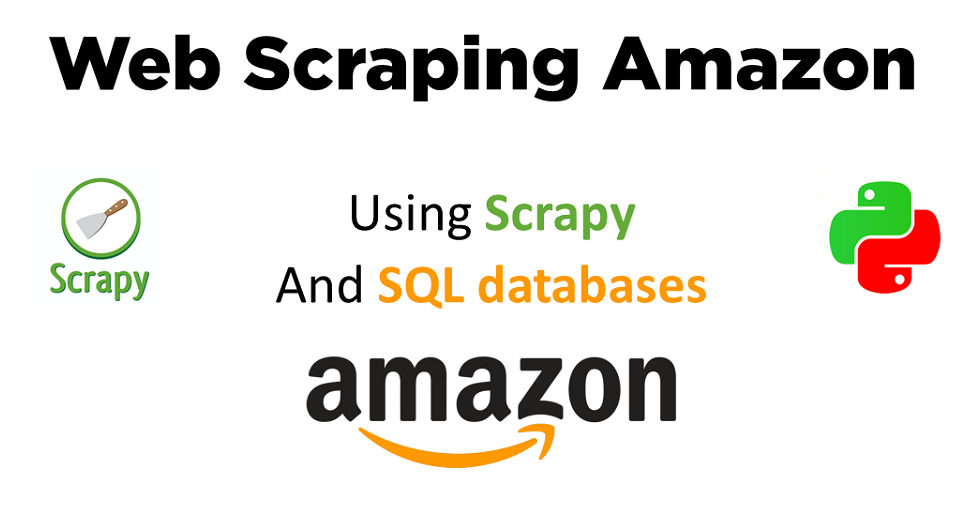 Web Scraping Amazon
Using Scrapy
Scrapy
And SQL databases
amazon